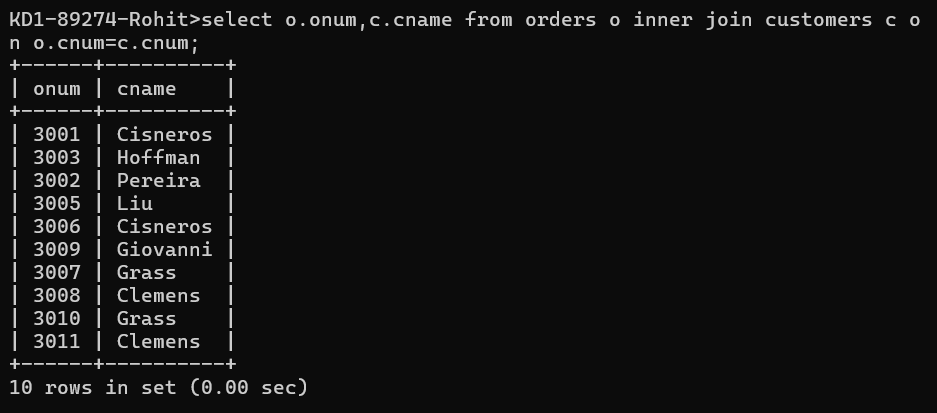 KD1-89274-Rohit>select o.onum,c.cname from orders o inner join customers c o
n o.cnum=c.cnum;
+------+----------+
| onum | cname    |
+------+----------+
| 3001 | Cisneros |
| 3003 | Hoffman  |
| 3002 | Pereira  |
| 3005 | Liu      |
| 3006 | Cisneros |
| 3009 | Giovanni |
| 3007 | Grass    |
| 3008 | Clemens  |
| 3010 | Grass    |
| 3011 | Clemens  |
+------+----------+
10 rows in set (0.00 sec)